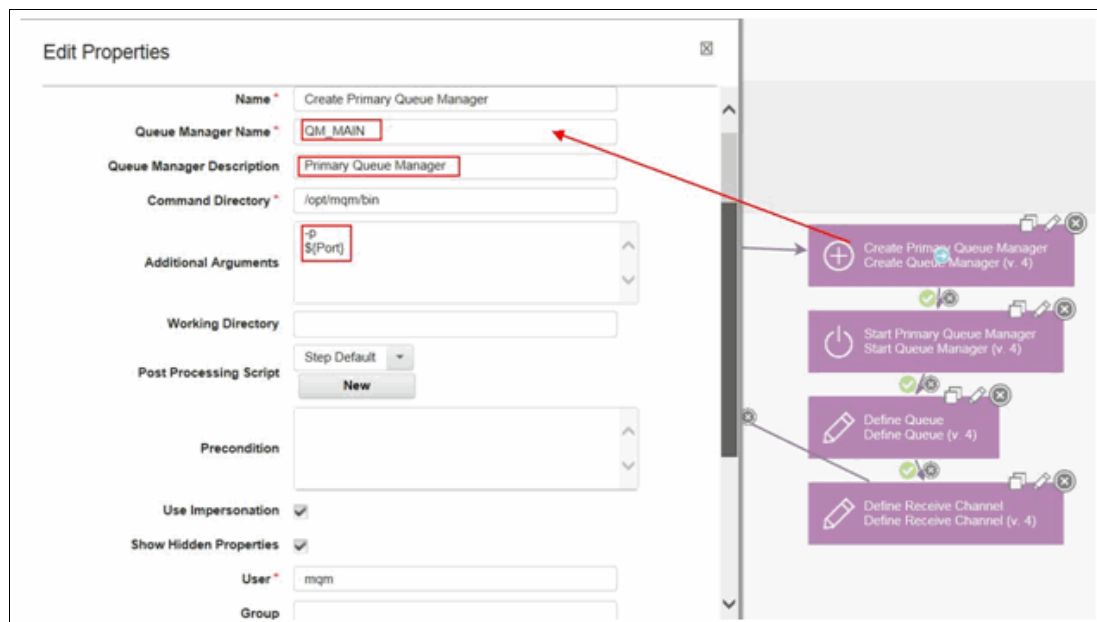 Edit Properties
Name *
Create Primary Queue Manager
Queue Manager Name *
QM_MAIN
Queue Manager Description
Primary Queue Manager
Command Directory *
/opt/mqm/bin
Additional Arguments
-p
${Port}
Working Directory
Post Processing Script
Step Default
New
Precondition
Use Impersonation
Show Hidden Properties
User *
mqm
Group
Create Primary Queue Manager
Create Queue Manager (v. 4)
Start Primary Queue Manager
Start Queue Manager (v. 4)
Define Queue
Define Queue (v. 4)
Define Receive Channel
Define Receive Channel (v. 4)